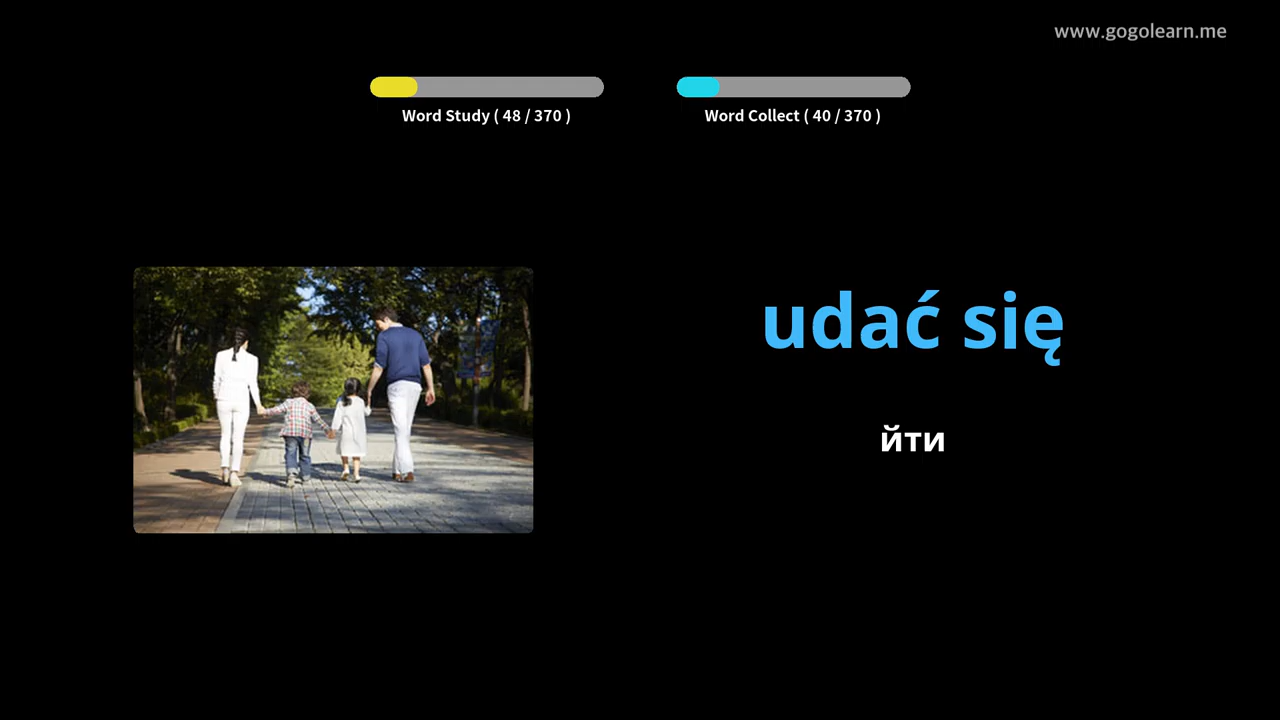 www.gogolearn.me
Word Study ( 48 / 370 )
Word Collect ( 40 / 370 )
udać się
йти